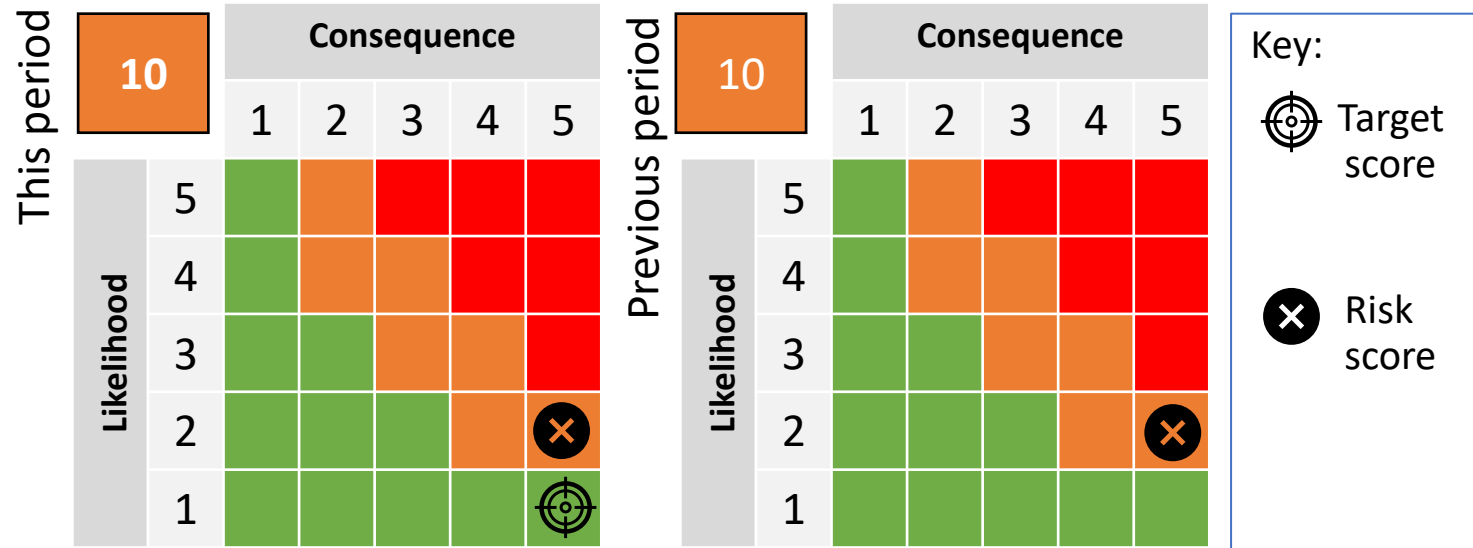 This period
10
Consequence
1 2 3 4 5
Likelihood
5
4
3
2
1
Previous period
10
Consequence
1 2 3 4 5
Likelihood
5
4
3
2
1
Key:
Target
score
Risk
score